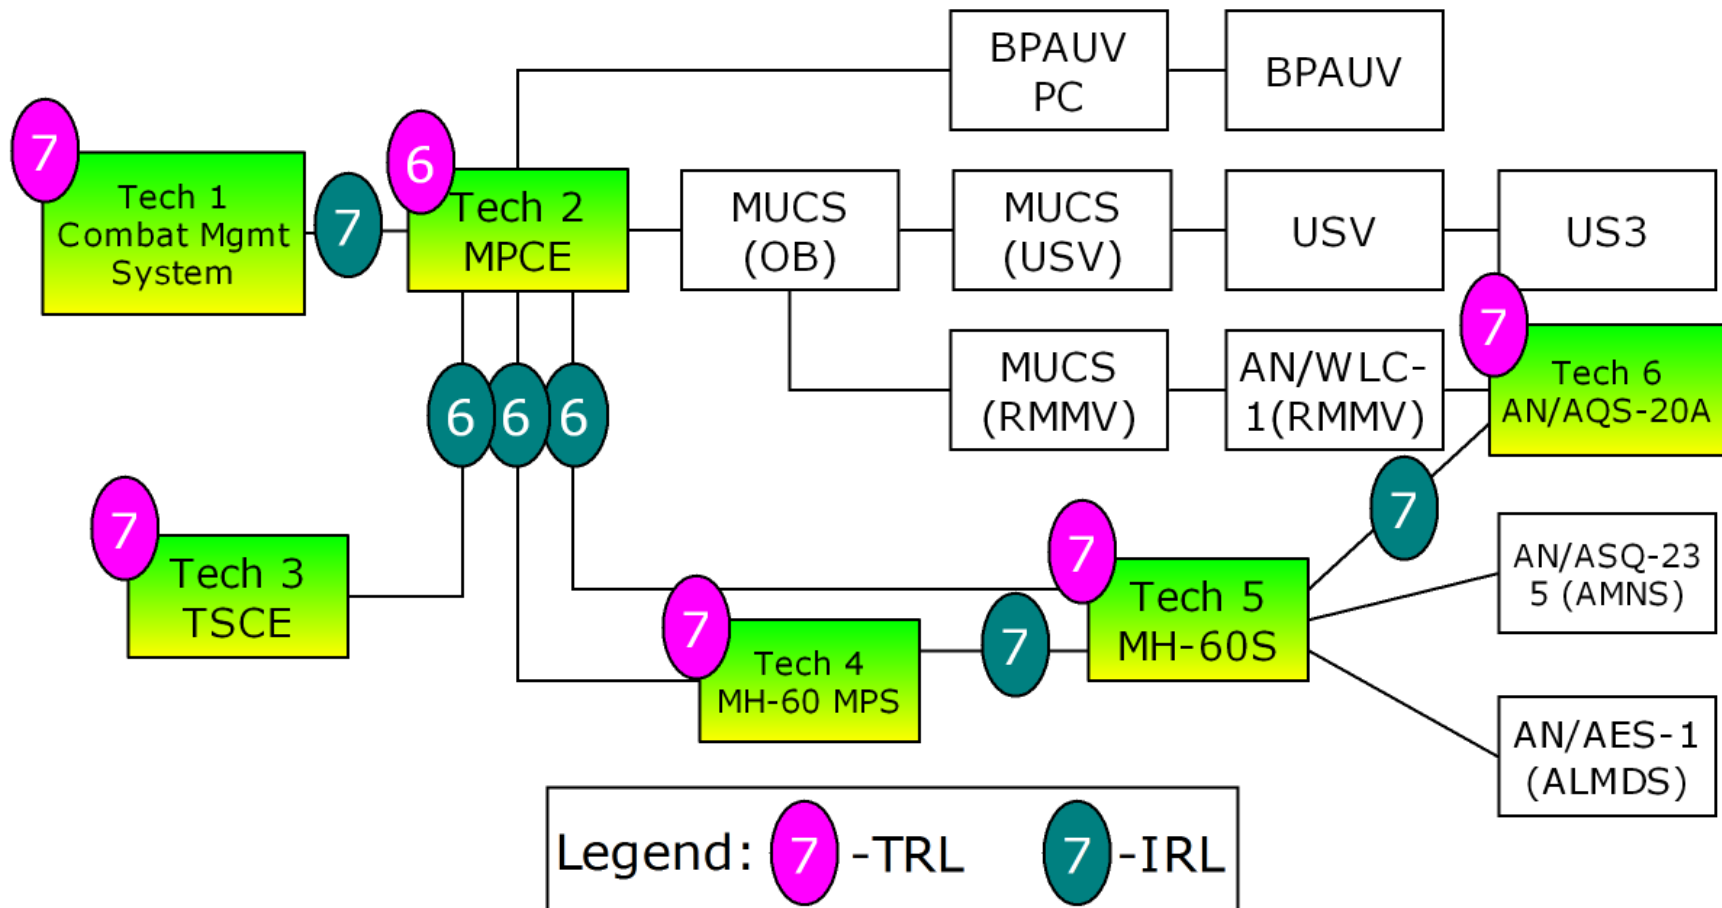 BPAUV
PC
BPAUV
7
Tech 1
Combat Mgmt
System
7
6
Tech 2
MPCE
MUCS
(OB)
MUCS
(USV)
USV
US3
MUCS
(RMMV)
AN/WLC-
1(RMMV)
7
Tech 6
AN/AQS-20A
6
6
6
7
7
Tech 3
TSCE
7
Tech 4
MH-60 MPS
7
7
Tech 5
MH-60S
AN/ASQ-23
5 (AMNS)
AN/AES-1
(ALMDS)
Legend: 7 -TRL 7 -IRL